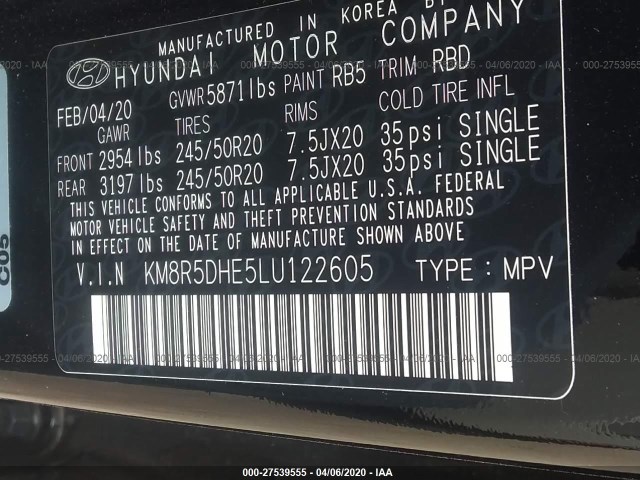 MANUFACTURED IN KOREA BY
HYUNDAI MOTOR COMPANY
FEB/04/20 GVWR 5871 lbs PAINT RB5 TRIM RBD
GAWR TIRES RIMS COLD TIRE INFL
FRONT 2954 lbs 245/50R20 7.5JX20 35psi SINGLE
REAR 3197 lbs 245/50R20 7.5JX20 35psi SINGLE
THIS VEHICLE CONFORMS TO ALL APPLICABLE U.S.A. FEDERAL
MOTOR VEHICLE SAFETY AND THEFT PREVENTION STANDARDS
IN EFFECT ON THE DATE OF MANUFACTURE SHOWN ABOVE.
V.I.N KM8R5DHE5LU122605 TYPE : MPV
C05
000-27539555 - 04/06/2020 - IAA